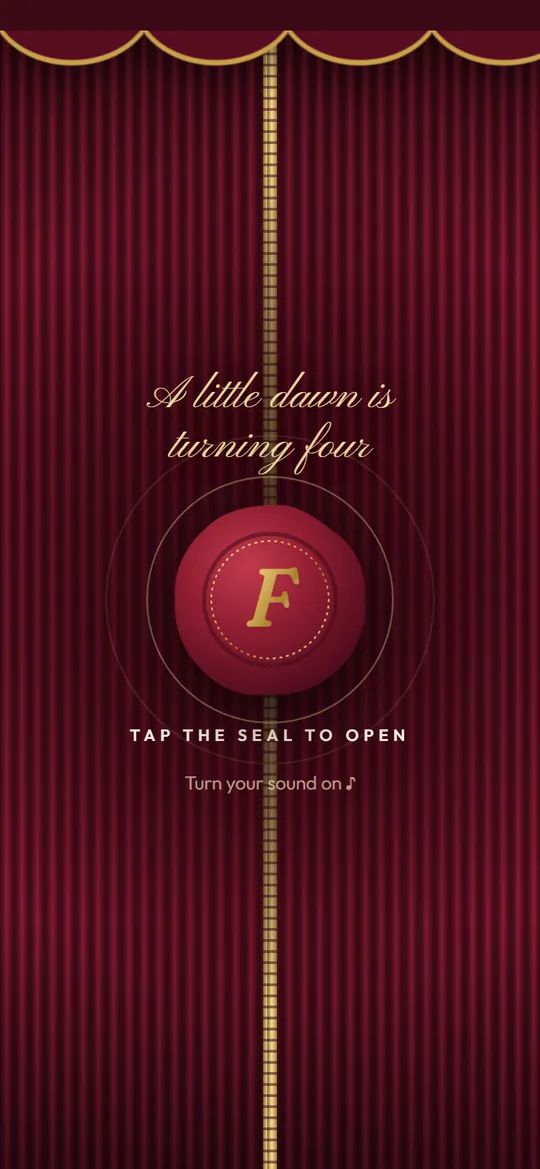 A little dawn is
turning four
F
TAP THE SEAL TO OPEN
Turn your sound on ♪